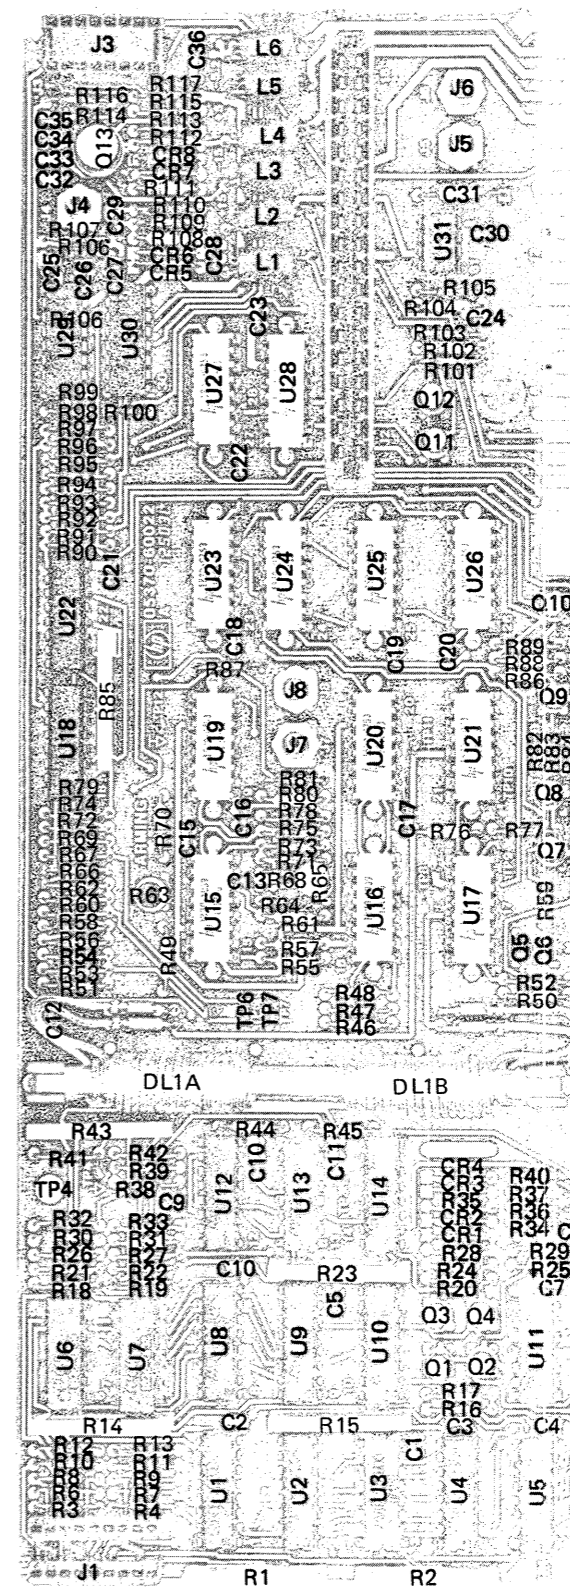 J3 C36 L6
R117 L5 J6
R116 R115
C35 R114 R113
C34 Q13 R112 L4 J5
C33 CR8
C32 CR7 L3
R111 C31
J4 C29 R110 L2
R107 R109 U31 C30
R106 R108
C25 C26 C27 CR6 C28 L1
CR5
R105
R104 C24
R106 C23 R103
U29 U30 R102
R101
U27 U28
R99 Q12
R98 R100
R97
R96 Q11
R95 C22
R94
R93
R92
R91
R90 C21 U23 U24 U25 U26
U22 05370-60022 Q10
C18 C19 C20 R89
R87 R88
R86
R85 J8 Q9
U18 U19 J7 U20 U21 R82 R83 R84
R81
R79 R80 Q8
R74 R78
R72 R70 C15 C16 R75 C17 R76 R77
R69 R73 Q7
R67 R71
R66 C13 R68 R65
R62 R63 U15 U16 U17 R59
R60 R64
R58 R61
R56 R57 Q5 Q6
R54 R49
R53 R55
R51 R52
TP6 TP7 R48 R50
C12 R47
R46
DL1A DL1B
R43 R44 R45
R41 R42 C10 C11 CR4
R39 CR3 R40
TP4 R38 U12 U13 U14 R35 R37
C9 CR2 R36
R32 R33 CR1 R34
R30 R31 R28 R29
R26 R27
R21 R22 C10 R23 R24 R25
R18 R19 R20 C7
C5 Q3 Q4
U6 U7 U8 U9 U10 U11
Q1 Q2
R17
R16
R14 C2 R15 C3 C4
R12 R13 C1
R10 R11
R8 R9 U1 U2 U3 U4 U5
R6 R7
R3 R4
J1 R1 R2